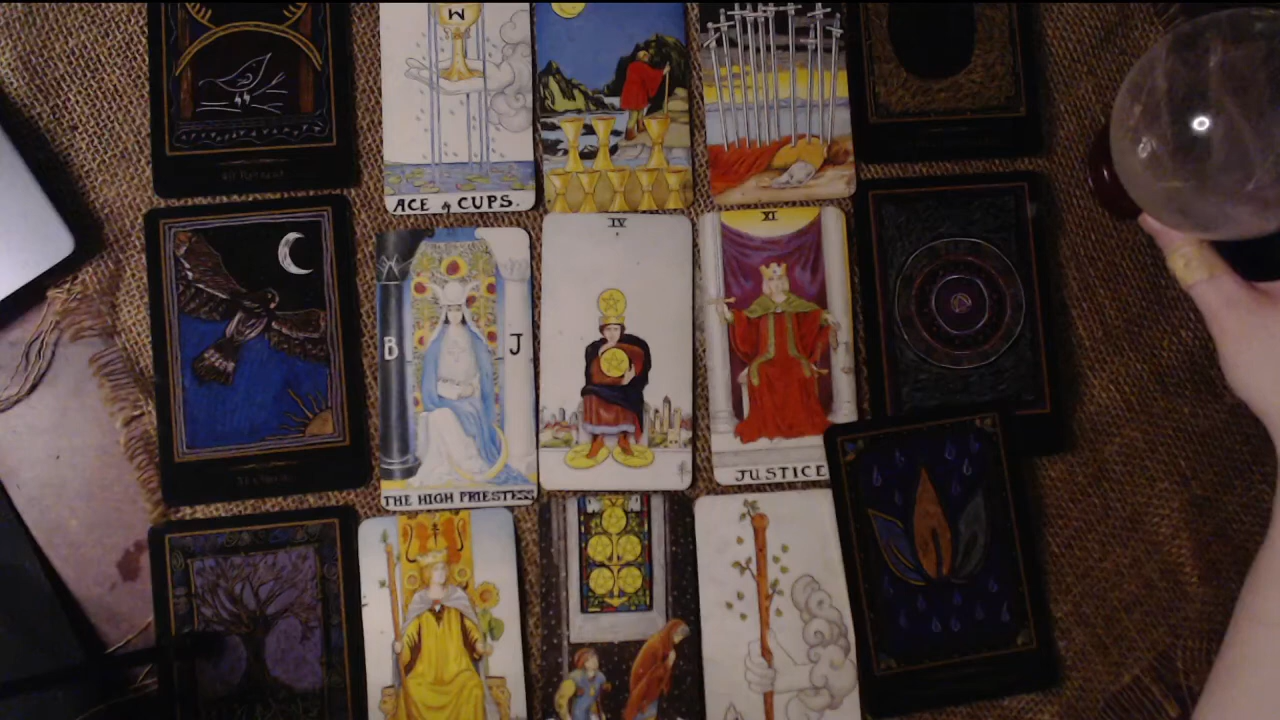 ACE of CUPS.
IV
XI
B
J
JUSTICE
THE HIGH PRIESTESS